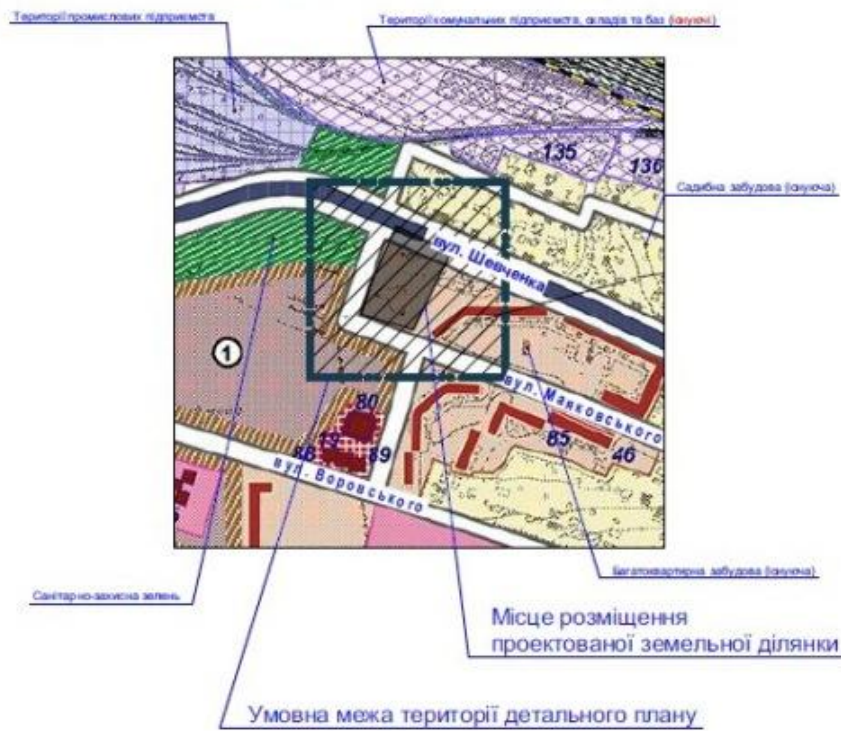 Території промислових підприємств
Території комунальних підприємств, складів та баз (існуючі)
135
136
Садибна забудова (існуюча)
вул. Шевченка
1
8
вул. Маяковського
80
19
88
89
85
46
вул. Воровського
Багатоквартирна забудова (існуюча)
Санітарно-захисна зелень
Місце розміщення
проектованої земельної ділянки
Умовна межа території детального плану